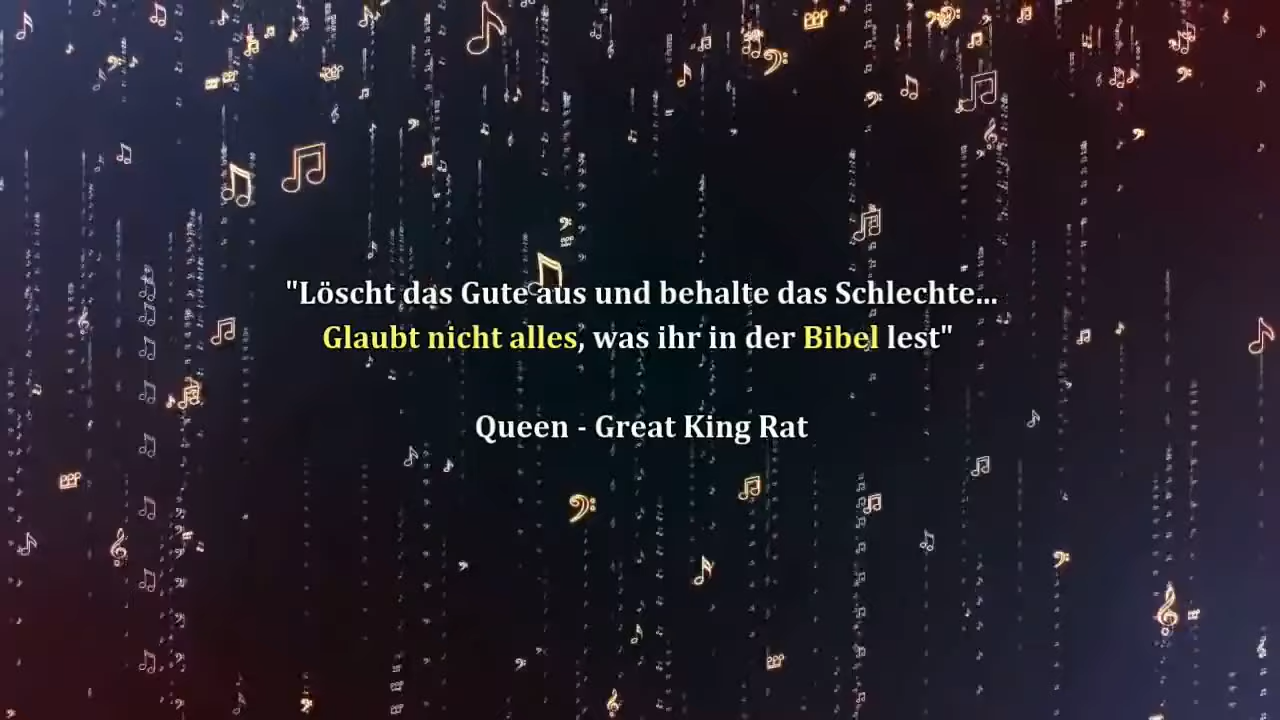 "Löscht das Gute aus und behalte das Schlechte...
Glaubt nicht alles, was ihr in der Bibel lest"
Queen - Great King Rat